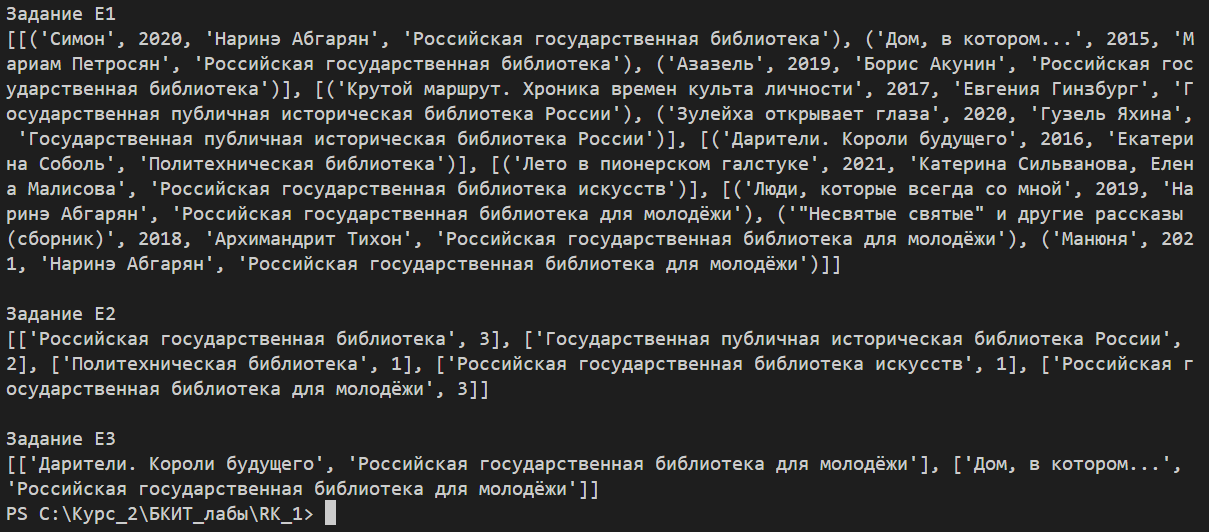 Задание E1
[[('Симон', 2020, 'Наринэ Абгарян', 'Российская государственная библиотека'), ('Дом, в котором...', 2015, 'М
ариам Петросян', 'Российская государственная библиотека'), ('Азазель', 2019, 'Борис Акунин', 'Российская гос
ударственная библиотека')], [('Крутой маршрут. Хроника времен культа личности', 2017, 'Евгения Гинзбург', 'Г
осударственная публичная историческая библиотека России'), ('Зулейха открывает глаза', 2020, 'Гузель Яхина',
 'Государственная публичная историческая библиотека России')], [('Дарители. Короли будущего', 2016, 'Екатери
на Соболь', 'Политехническая библиотека')], [('Лето в пионерском галстуке', 2021, 'Катерина Сильванова, Елен
а Малисова', 'Российская государственная библиотека искусств')], [('Люди, которые всегда со мной', 2019, 'На
ринэ Абгарян', 'Российская государственная библиотека для молодёжи'), ('"Несвятые святые" и другие рассказы 
(сборник)', 2018, 'Архимандрит Тихон', 'Российская государственная библиотека для молодёжи'), ('Манюня', 202
1, 'Наринэ Абгарян', 'Российская государственная библиотека для молодёжи')]]

Задание E2
[['Российская государственная библиотека', 3], ['Государственная публичная историческая библиотека России', 
2], ['Политехническая библиотека', 1], ['Российская государственная библиотека искусств', 1], ['Российская г
осударственная библиотека для молодёжи', 3]]

Задание E3
[['Дарители. Короли будущего', 'Российская государственная библиотека для молодёжи'], ['Дом, в котором...', 
'Российская государственная библиотека для молодёжи']]
PS C:\Курс_2\БКИТ_лабы\RK_1>